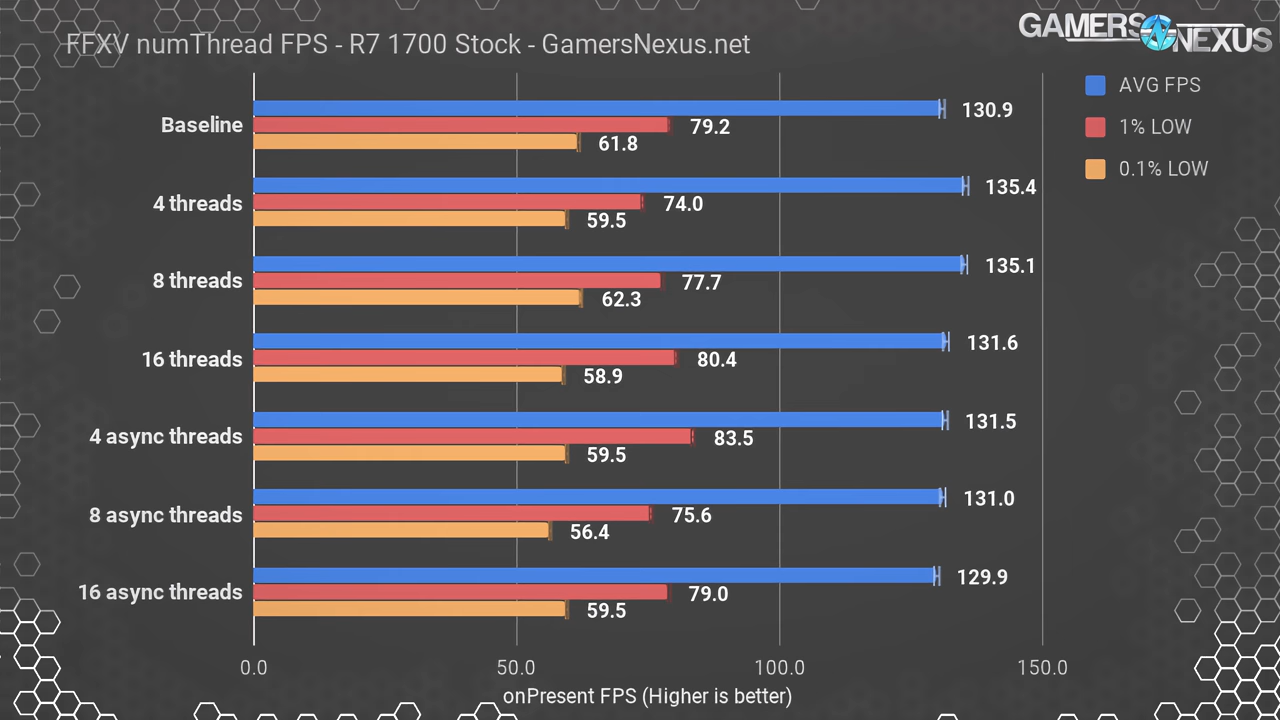 FFXV numThread FPS - R7 1700 Stock - GamersNexus.net
GAMERS NEXUS
AVG FPS
1% LOW
0.1% LOW
Baseline
130.9
79.2
61.8
4 threads
135.4
74.0
59.5
8 threads
135.1
77.7
62.3
16 threads
131.6
80.4
58.9
4 async threads
131.5
83.5
59.5
8 async threads
131.0
75.6
56.4
16 async threads
129.9
79.0
59.5
0.0 50.0 100.0 150.0
onPresent FPS (Higher is better)